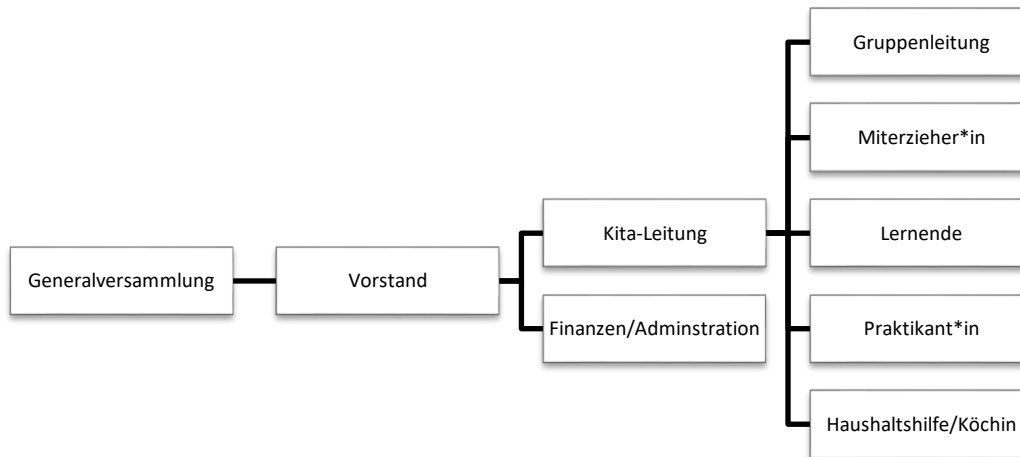 Generalversammlung
Vorstand
Kita-Leitung
Finanzen/Adminstration
Gruppenleitung
Miterzieher*in
Lernende
Praktikant*in
Haushaltshilfe/Köchin